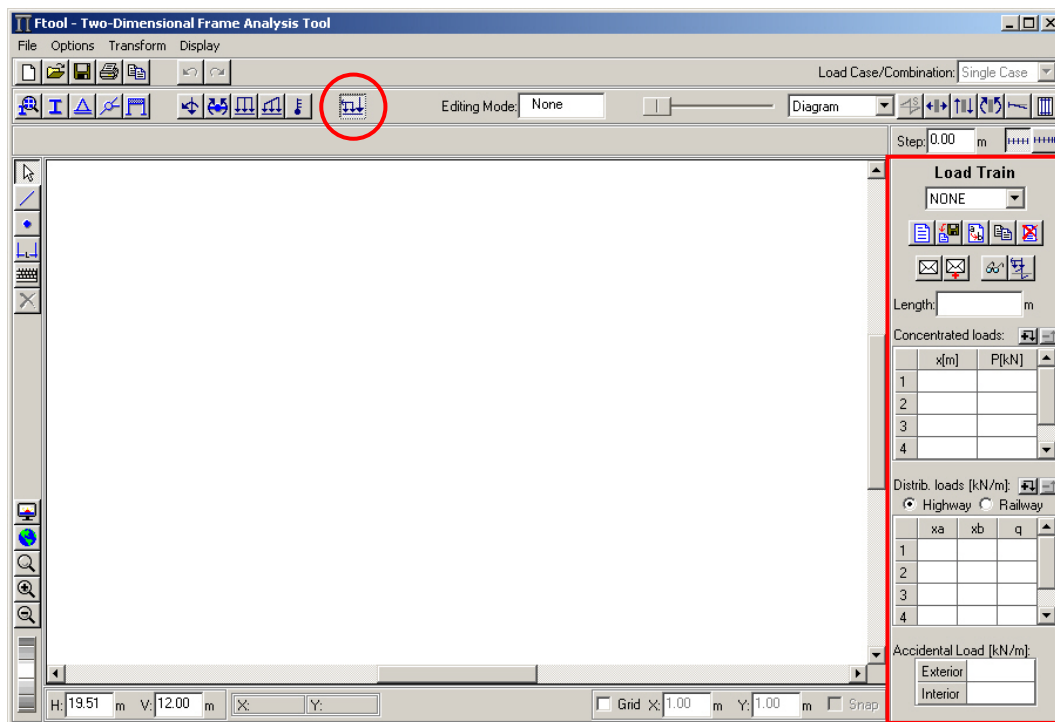 Ftool - Two-Dimensional Frame Analysis Tool
File Options Transform Display
Load Case/Combination: Single Case
Editing Mode: None Diagram
Step: 0.00 m
Load Train
NONE
Length: m
Concentrated loads:
x[m] P[kN]
1
2
3
4
Distrib. loads [kN/m]:
Highway Railway
xa xb q
1
2
3
4
Accidental Load [kN/m]:
Exterior
Interior
H: 19.51 m V: 12.00 m X: Y: Grid X: 1.00 m Y: 1.00 m Snap